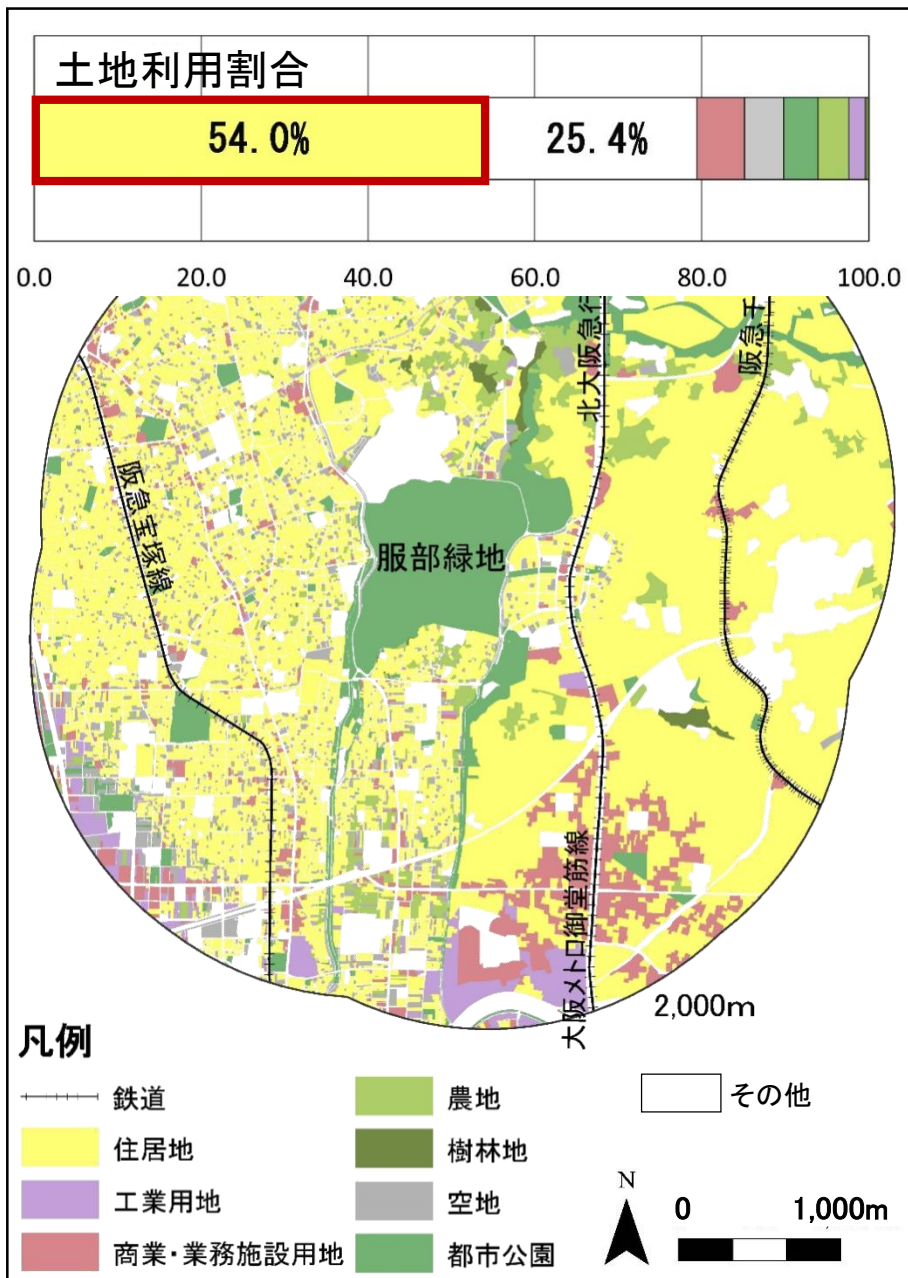 土地利用割合
54.0%
25.4%
0.0 20.0 40.0 60.0 80.0 100.0
北大阪急行
阪急千
阪急宝塚線
服部緑地
大阪メトロ御堂筋線
2,000m
凡例
鉄道
住居地
工業用地
商業・業務施設用地
農地
樹林地
空地
都市公園
その他
N
0 1,000m